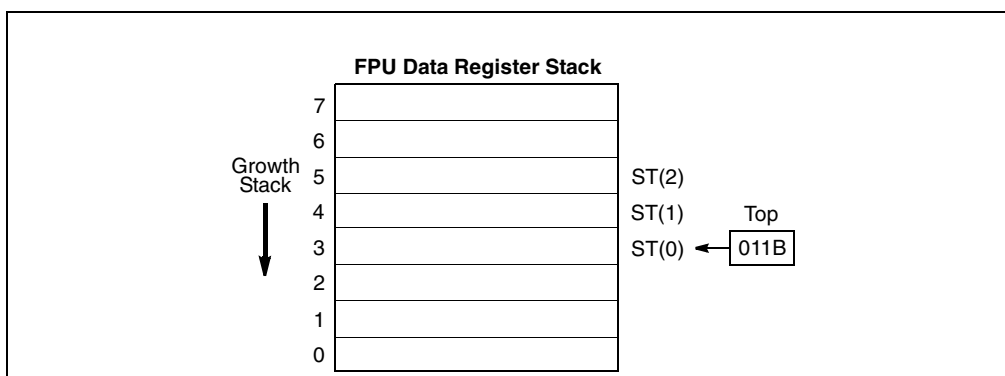 FPU Data Register Stack
7
6
Growth
Stack
5
ST(2)
4
ST(1)
Top
3
ST(0)
011B
2
1
0